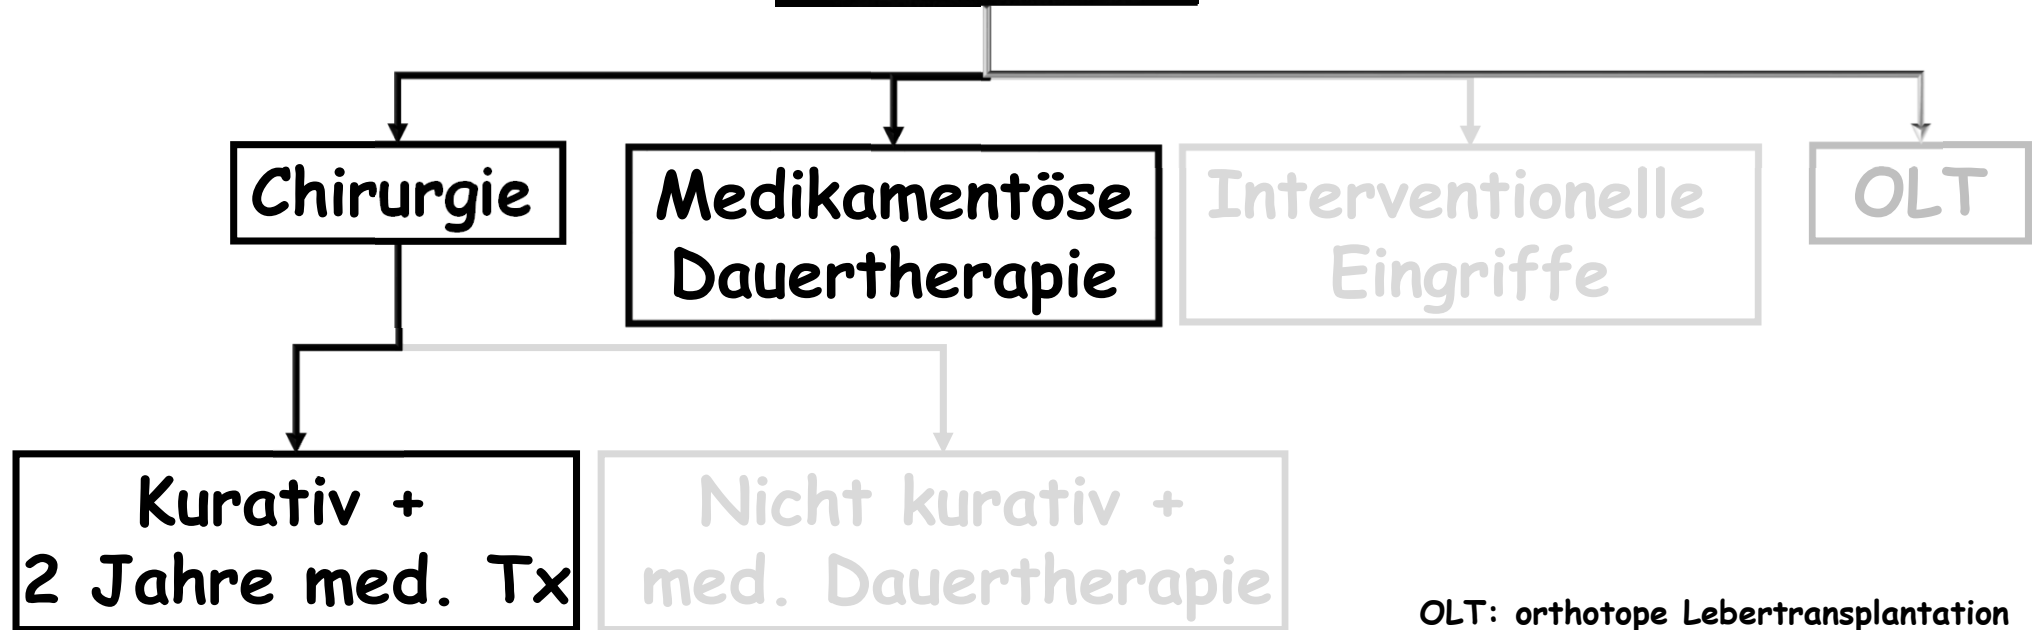 Chirurgie
Medikamentöse
Dauertherapie
Interventionelle
Eingriffe
OLT
Kurativ +
2 Jahre med. Tx
Nicht kurativ +
med. Dauertherapie
OLT: orthotope Lebertransplantation